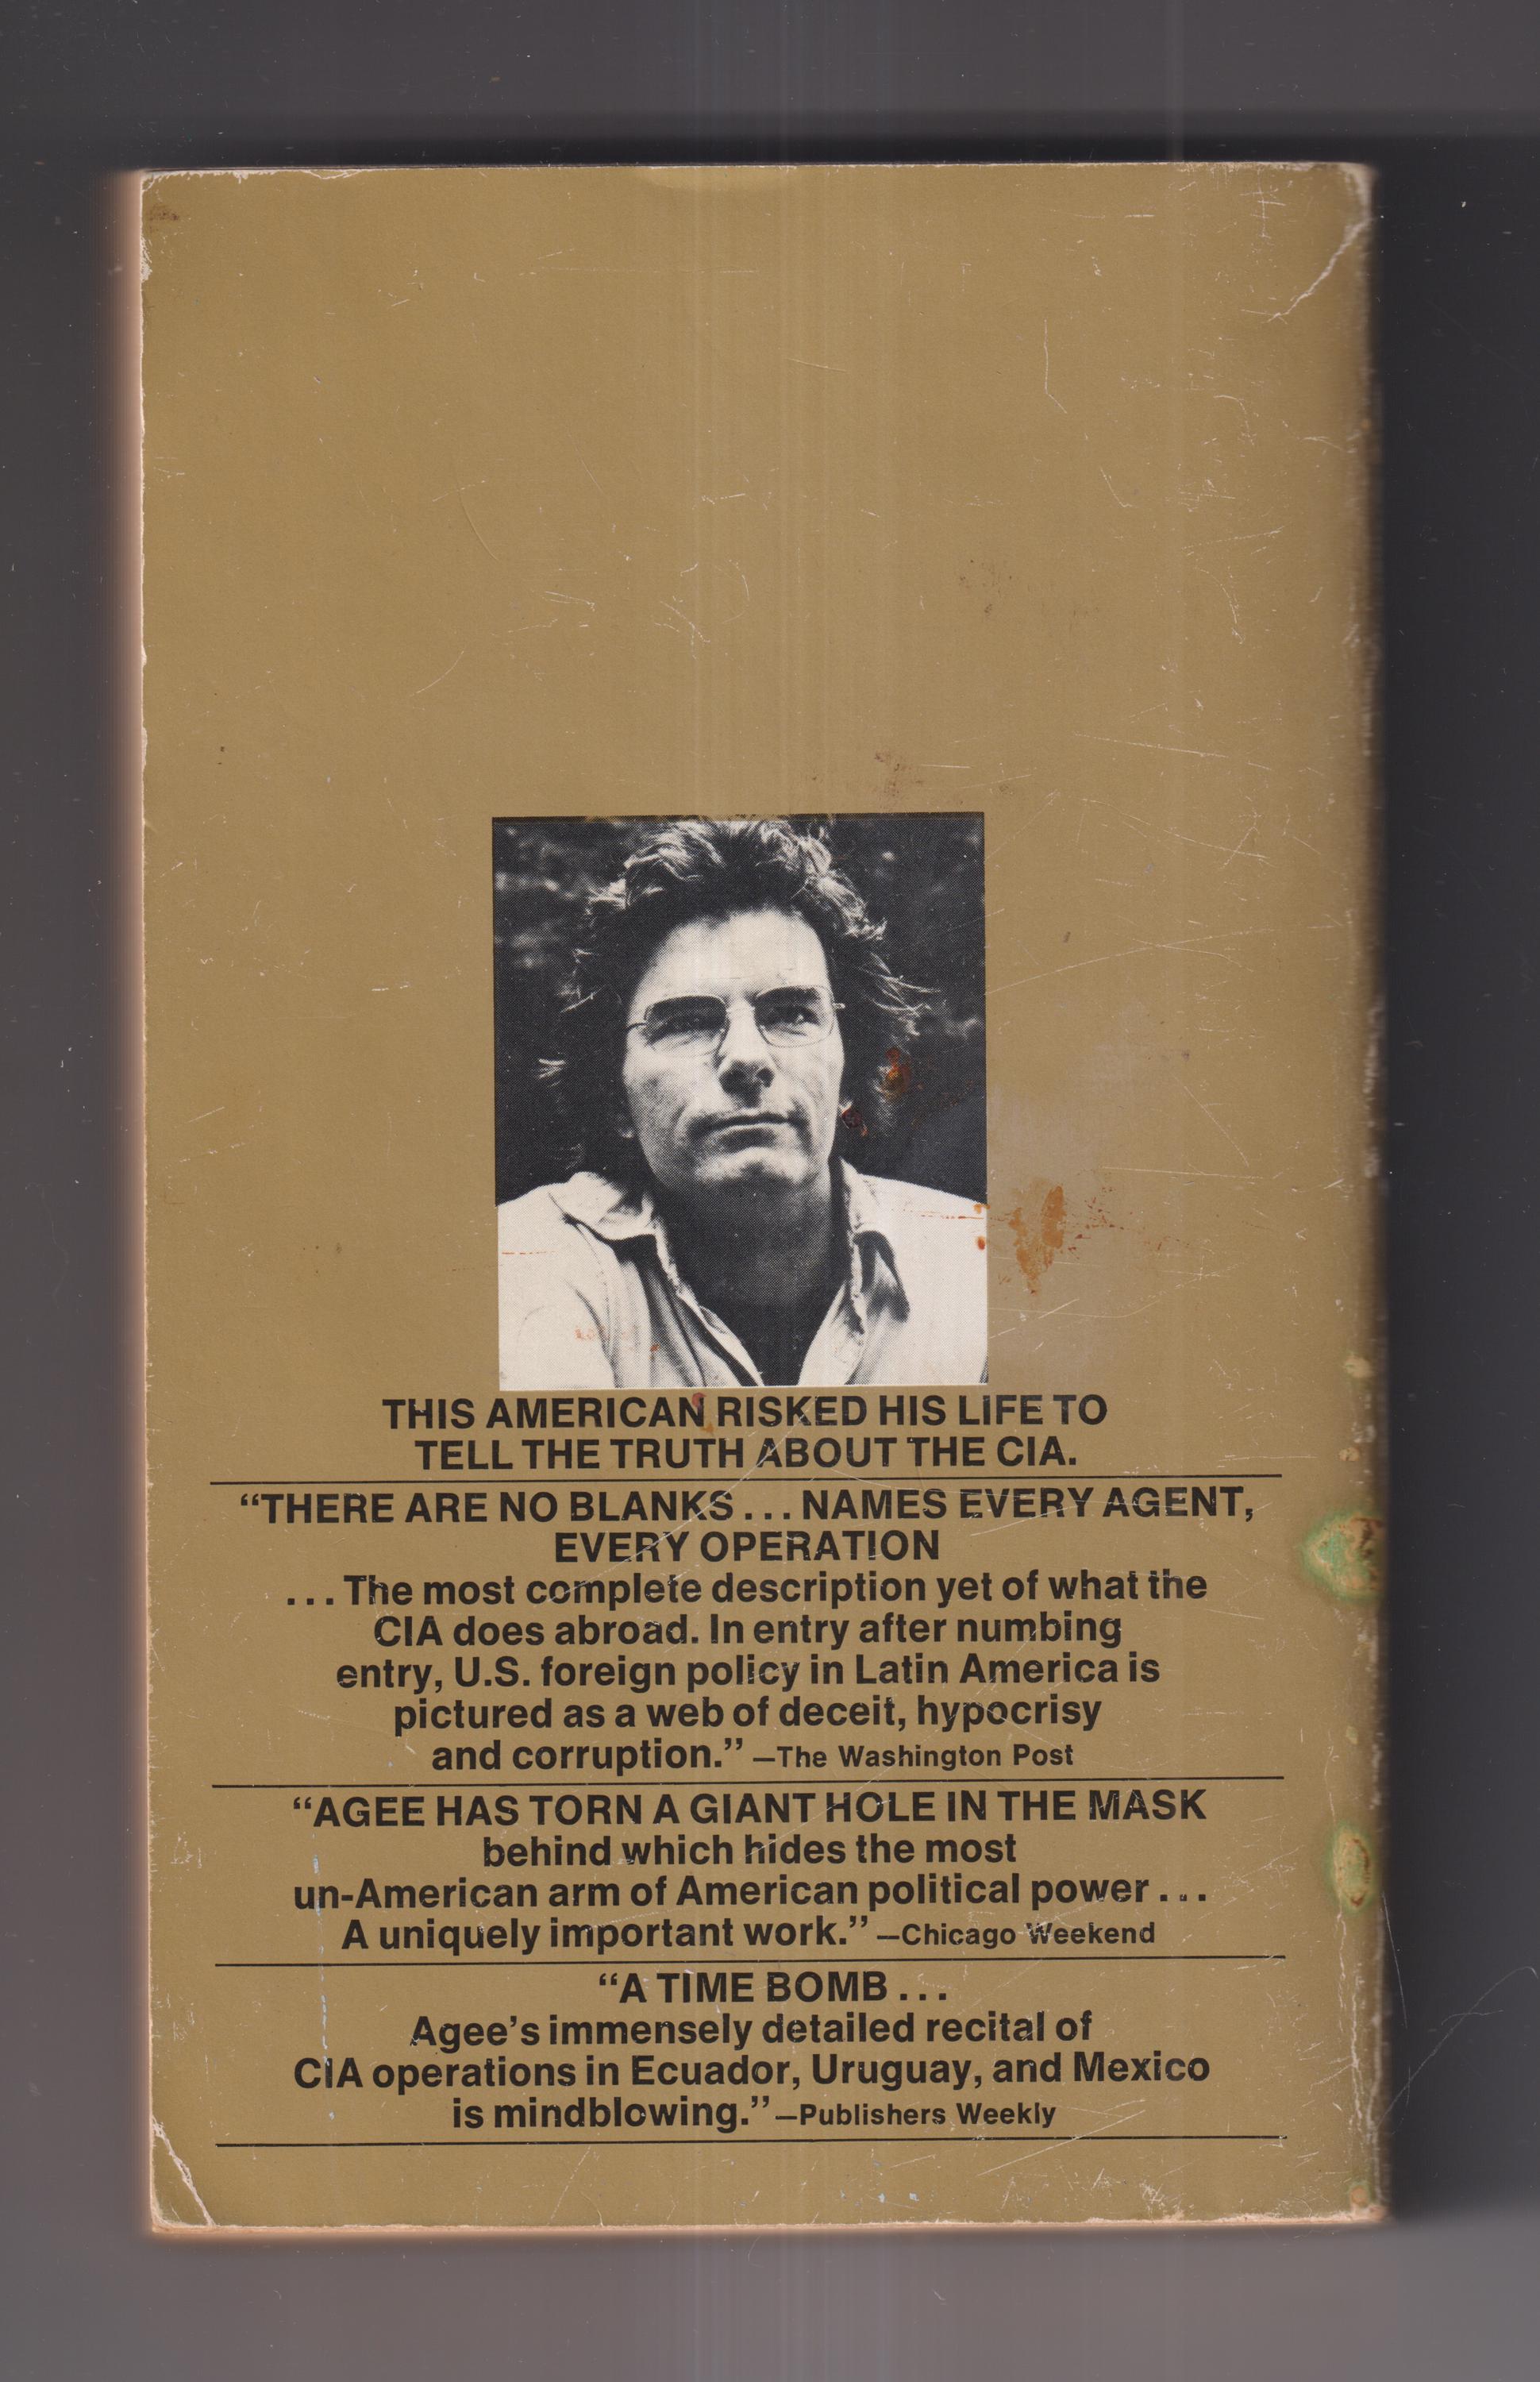 THIS AMERICAN RISKED HIS LIFE TO
TELL THE TRUTH ABOUT THE CIA.
“THERE ARE NO BLANKS... NAMES EVERY AGENT,
EVERY OPERATION
...The most complete description yet of what the
CIA does abroad. In entry after numbing
entry, U.S. foreign policy in Latin America is
pictured as a web of deceit, hypocrisy
and corruption.” —The Washington Post
“AGEE HAS TORN A GIANT HOLE IN THE MASK
behind which hides the most
un-American arm of American political power...
A uniquely important work.” —Chicago Weekend
“A TIME BOMB...
Agee’s immensely detailed recital of
CIA operations in Ecuador, Uruguay, and Mexico
is mindblowing.” —Publishers Weekly